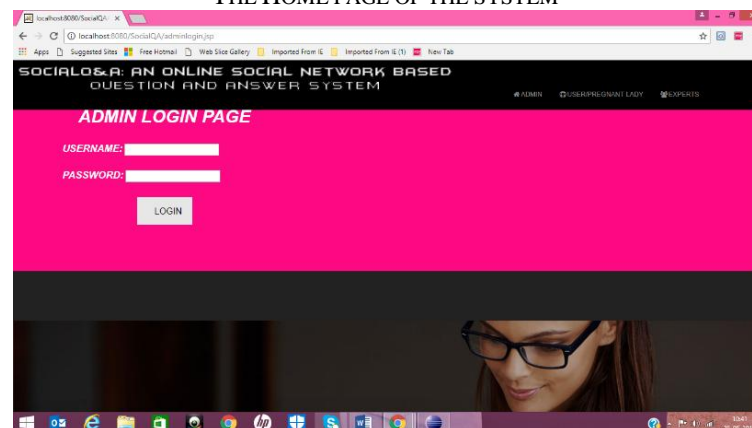 THE HOME PAGE OF THE SYSTEM
localhost:8080/SocialQA/ ×
localhost:8080/SocialQA/adminlogin.jsp
Apps Suggested Sites Free Hotmail Web Slice Gallery Imported From IE Imported From IE (1) New Tab
SOCIALQ&A: AN ONLINE SOCIAL NETWORK BASED
QUESTION AND ANSWER SYSTEM
ADMIN USER/PREGNANT LADY EXPERTS
ADMIN LOGIN PAGE
USERNAME:
PASSWORD:
LOGIN